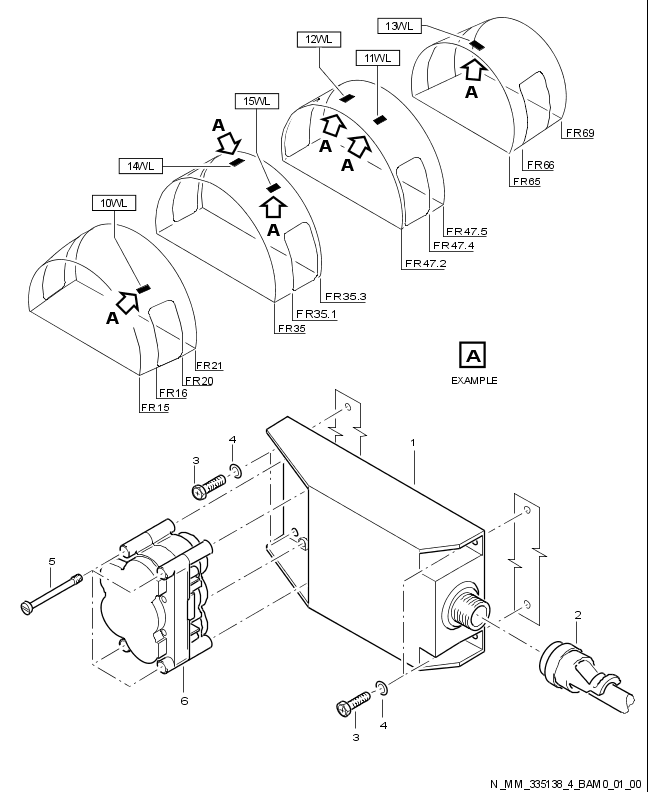 13WL
12WL
11WL
A
15WL
A
FR69
A
FR66
A
14WL
FR65
10WL
A
FR47.5
FR47.4
FR47.2
FR35.3
A
FR35.1
FR35
A
FR21
EXAMPLE
FR20
FR16
FR15
1
4
3
5
2
6
4
3
N_MM_335138_4_BAM0_01_00